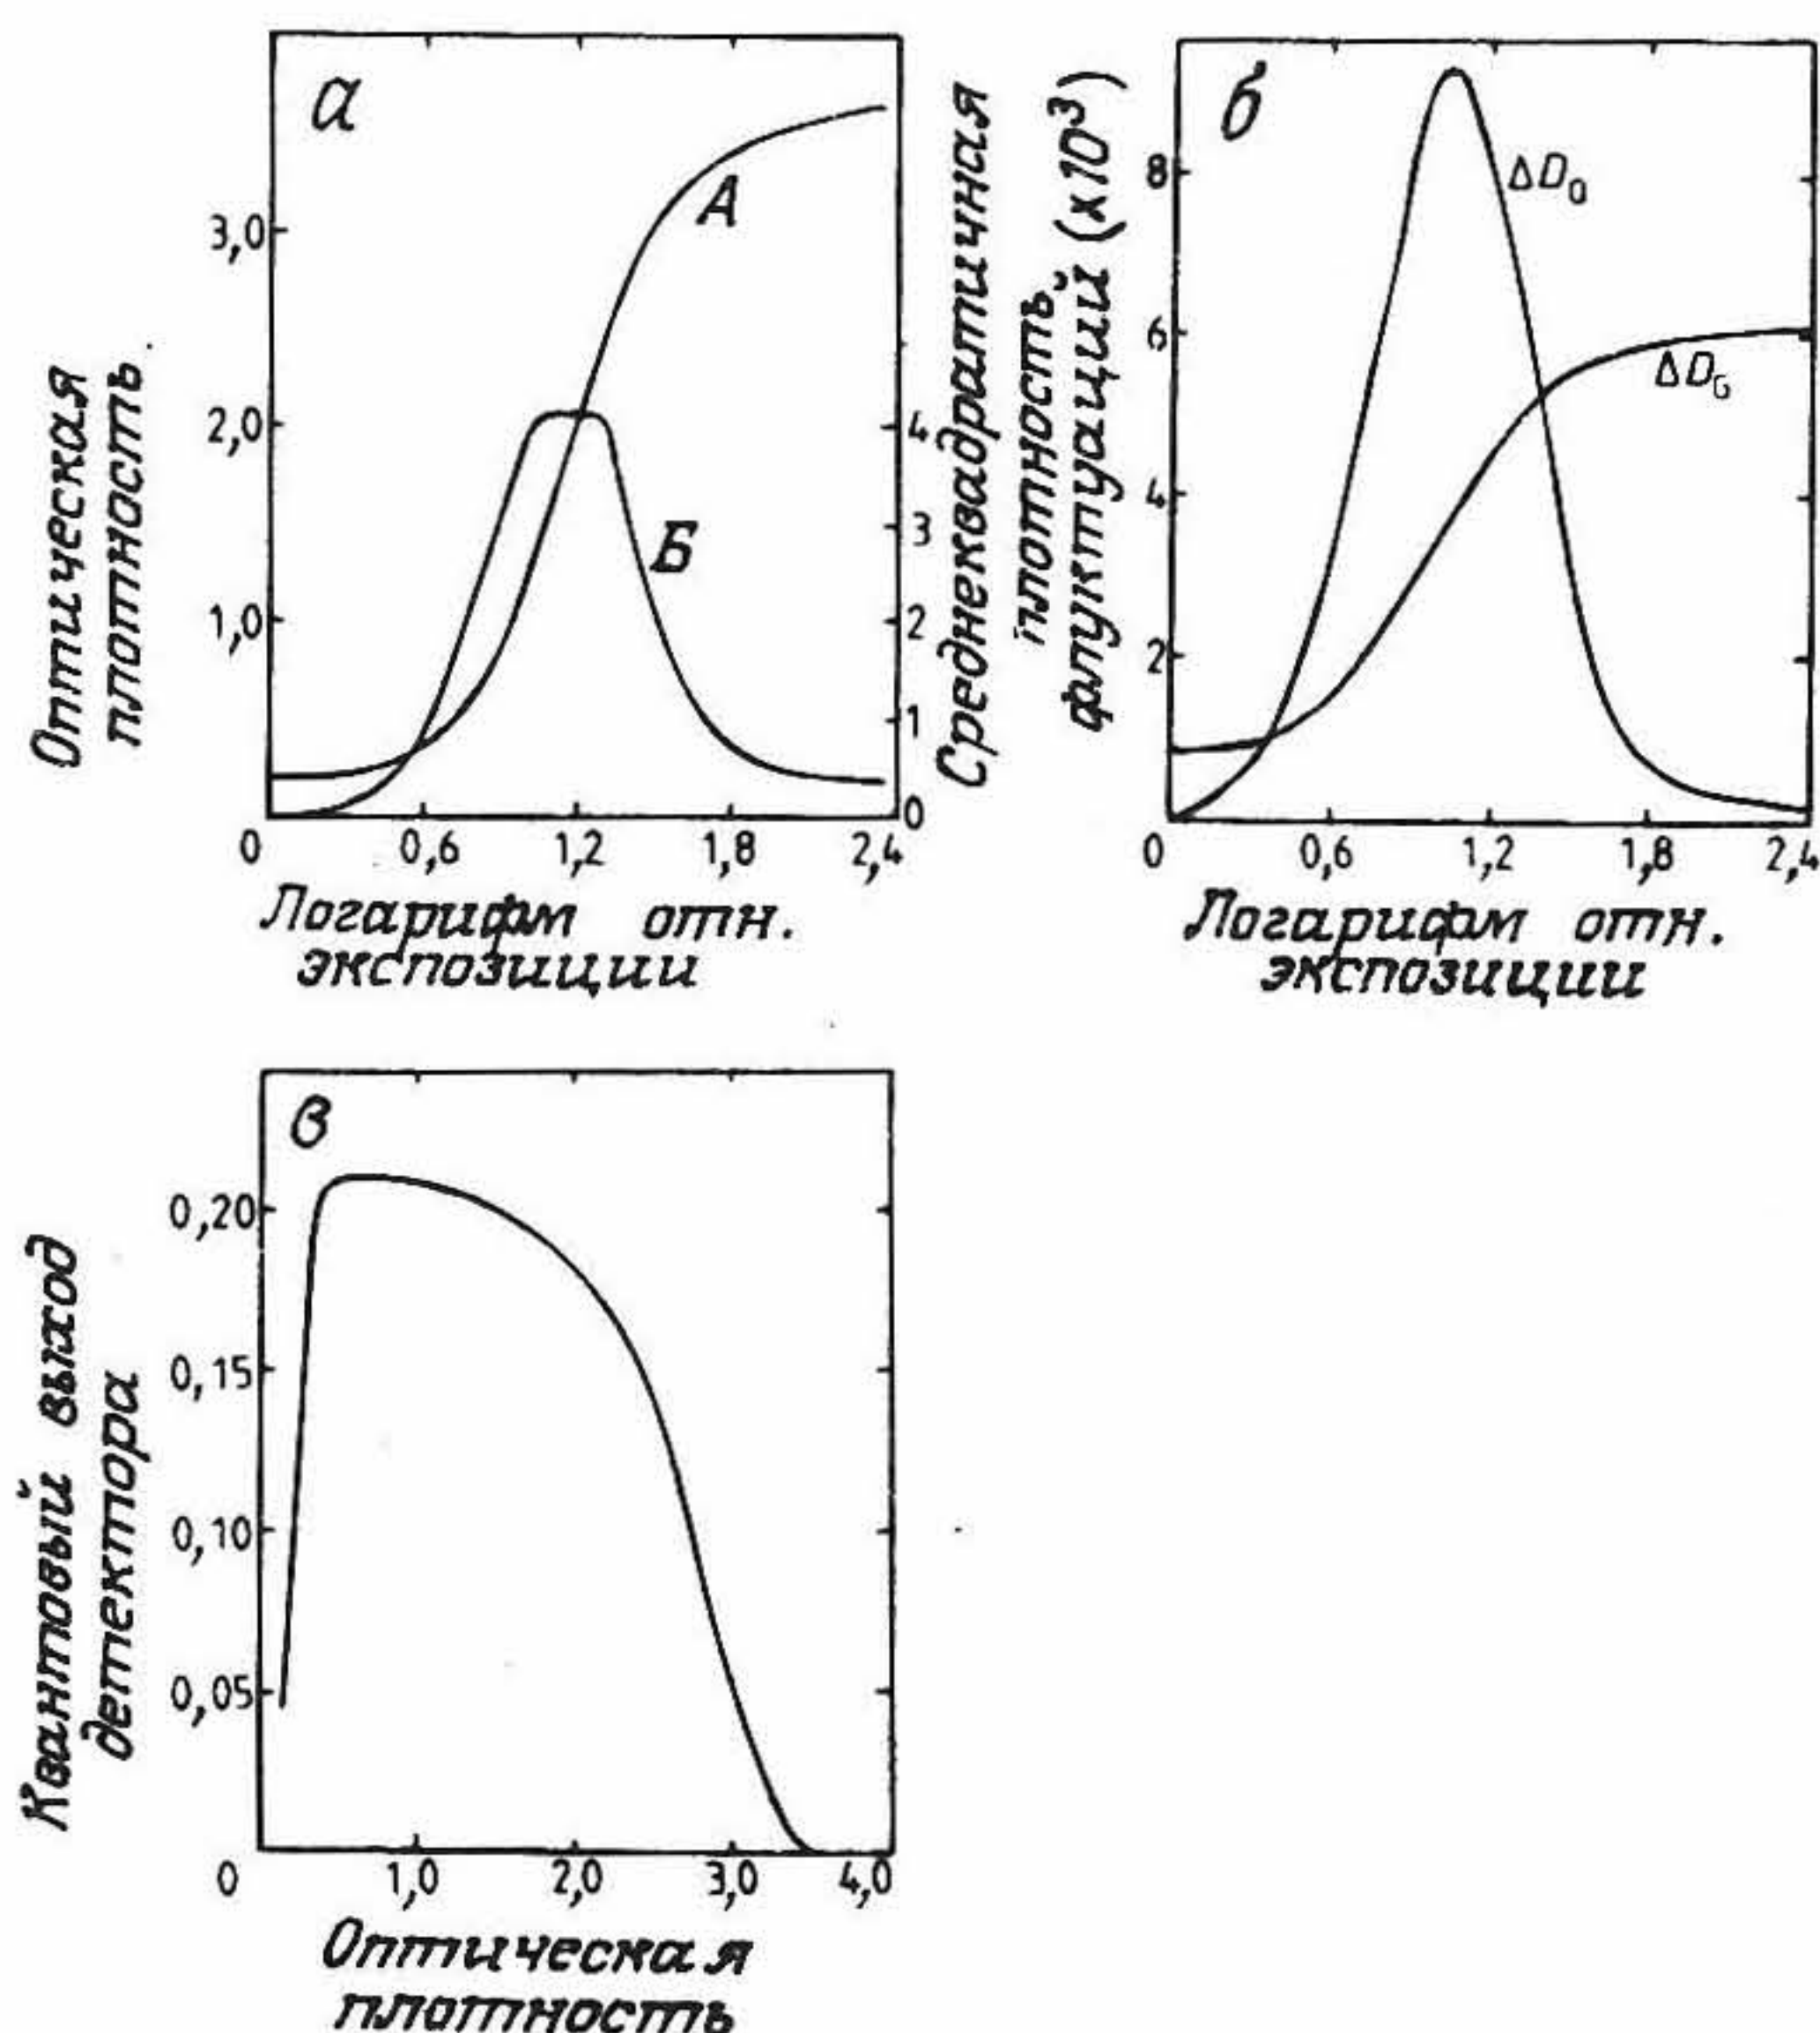 а
А
Б
3,0
2,0
1,0
4
3
2
1
0
0
0,6
1,2
1,8
2,4
Оптическая
плотность
Логарифм отн.
экспозиции
Среднеквадратичная
плотность
флуктуаций (×10³)
б
8
6
4
2
ΔD_Q
ΔD_G
0
0,6
1,2
1,8
2,4
Логарифм отн.
экспозиции
в
0,20
0,15
0,10
0,05
0
1,0
2,0
3,0
4,0
Квантовый выход
детектора
Оптическая
плотность